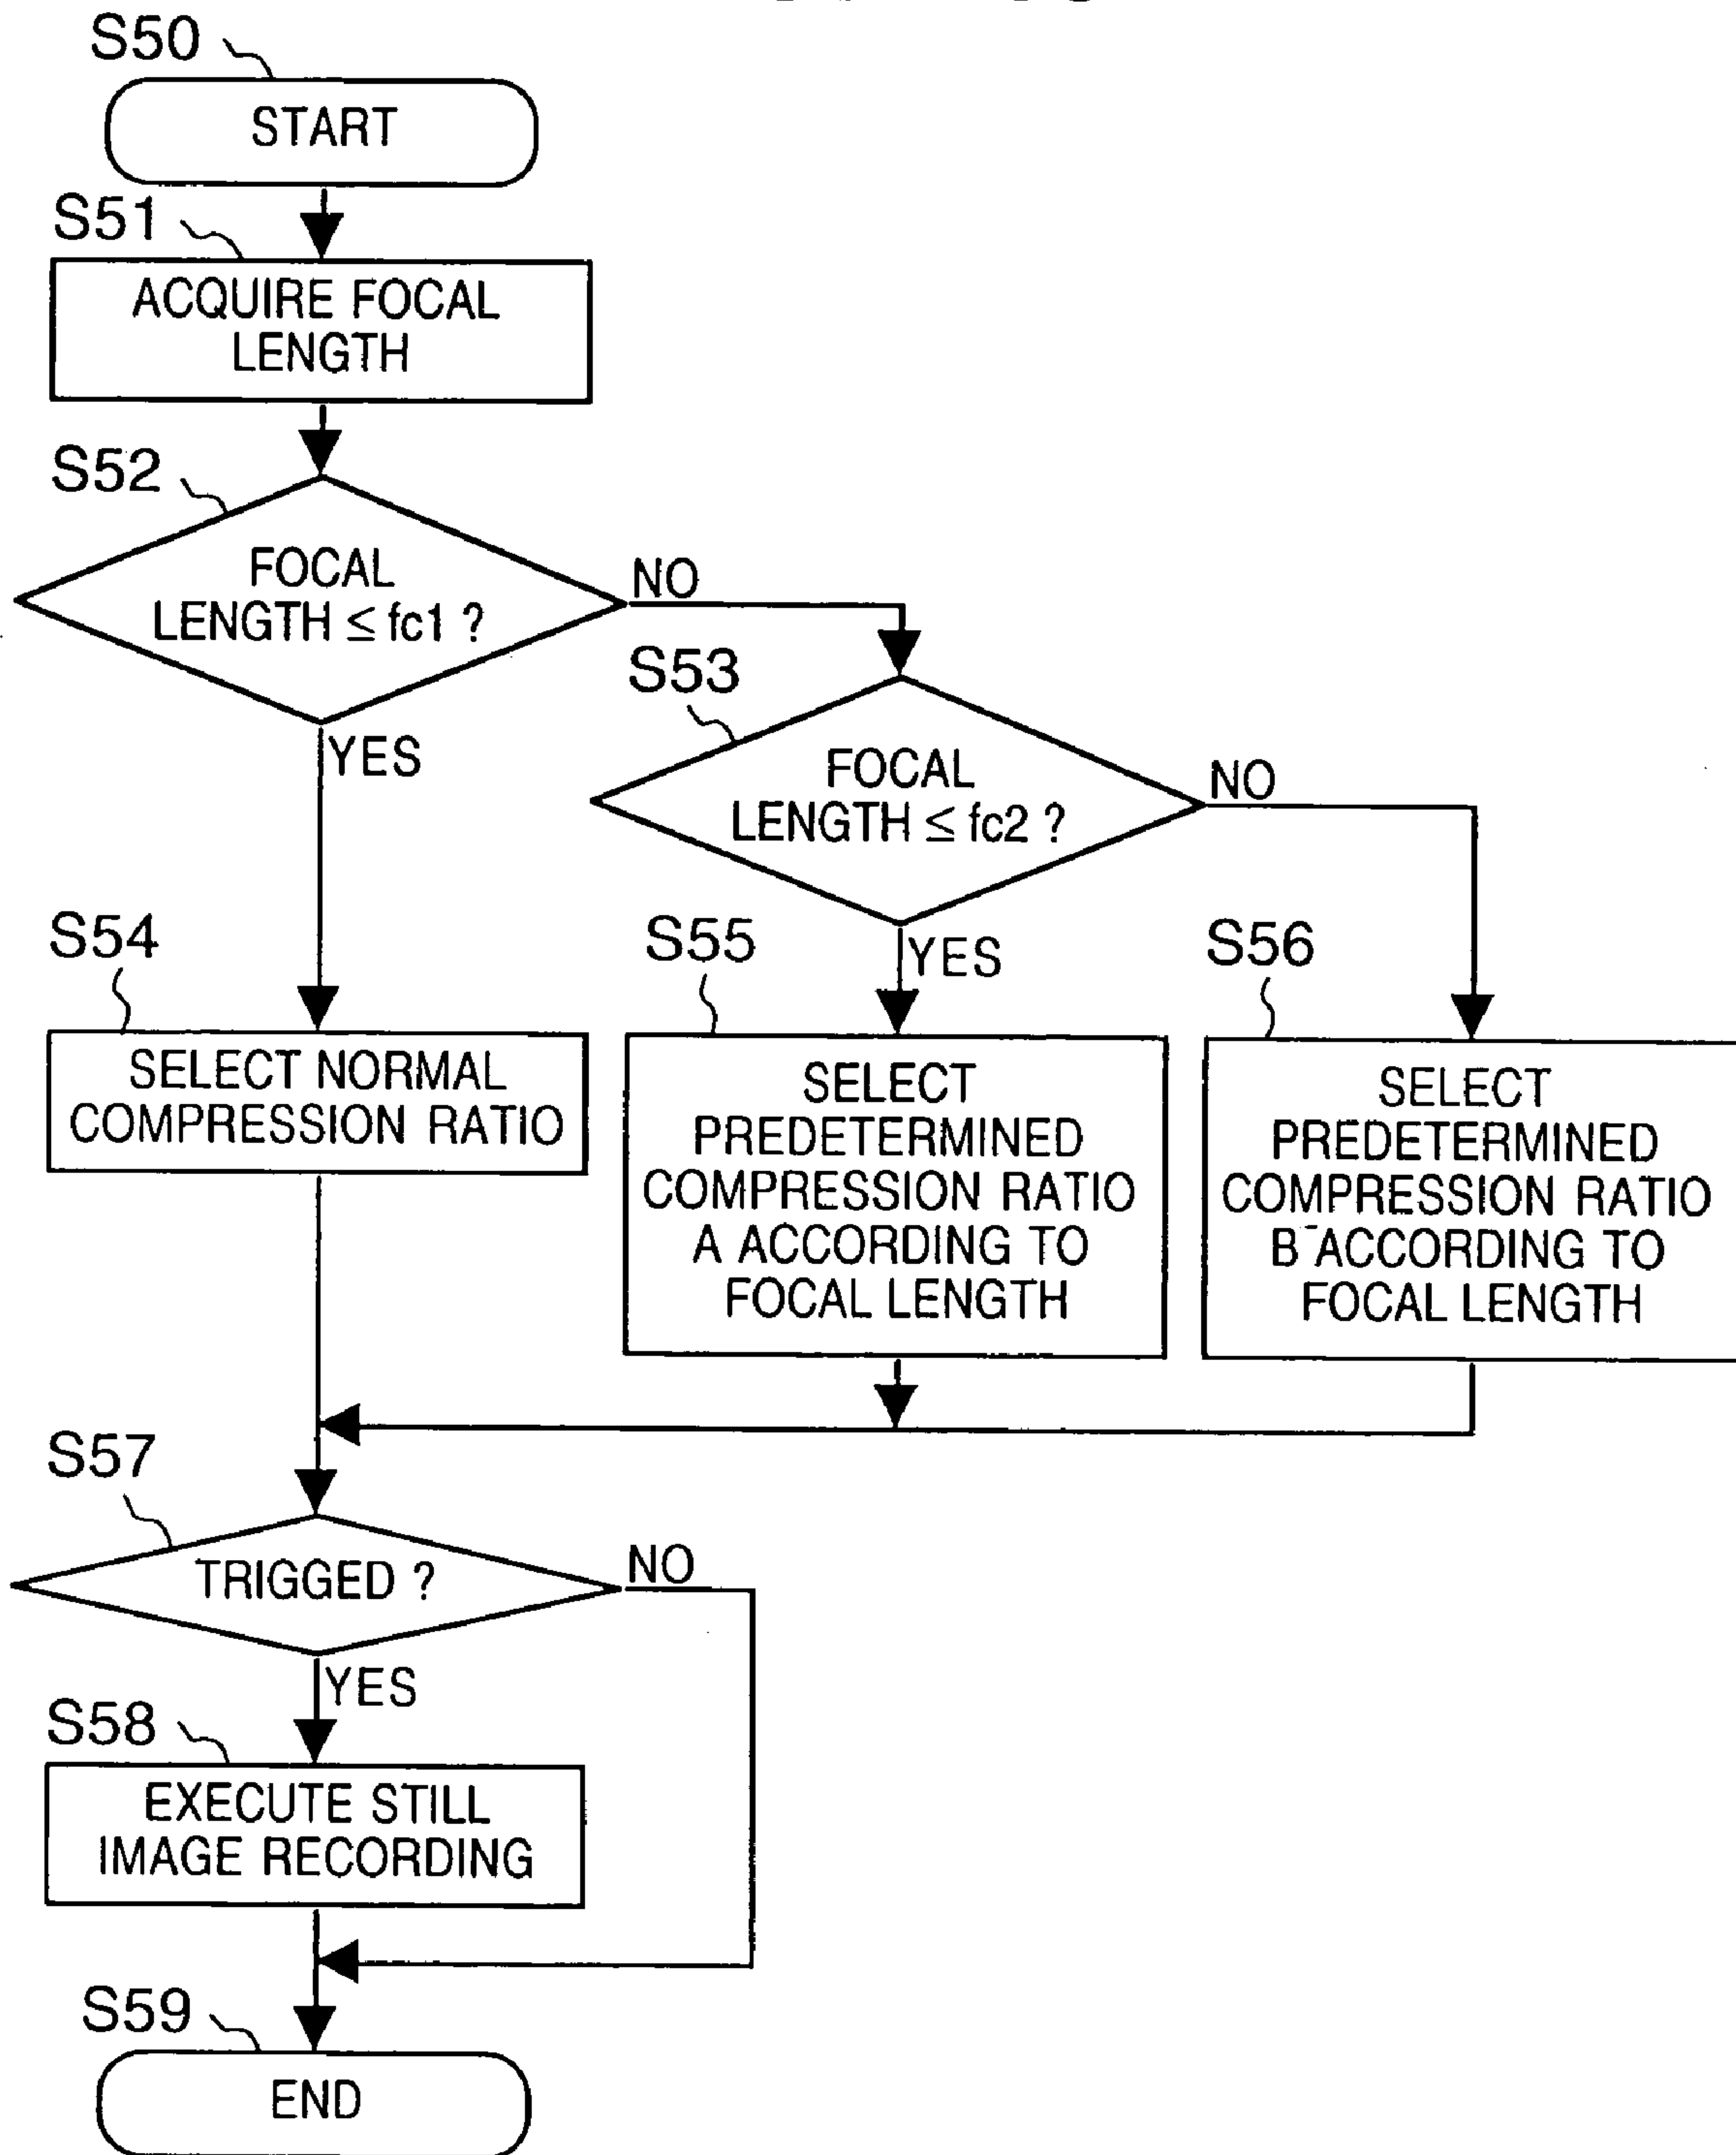 S50
START
S51
ACQUIRE FOCAL
LENGTH
S52
FOCAL
LENGTH ≤ fc1 ?
NO
YES
S53
FOCAL
LENGTH ≤ fc2 ?
NO
YES
S54
SELECT NORMAL
COMPRESSION RATIO
S55
SELECT
PREDETERMINED
COMPRESSION RATIO
A ACCORDING TO
FOCAL LENGTH
S56
SELECT
PREDETERMINED
COMPRESSION RATIO
B ACCORDING TO
FOCAL LENGTH
S57
TRIGGED ?
NO
YES
S58
EXECUTE STILL
IMAGE RECORDING
S59
END